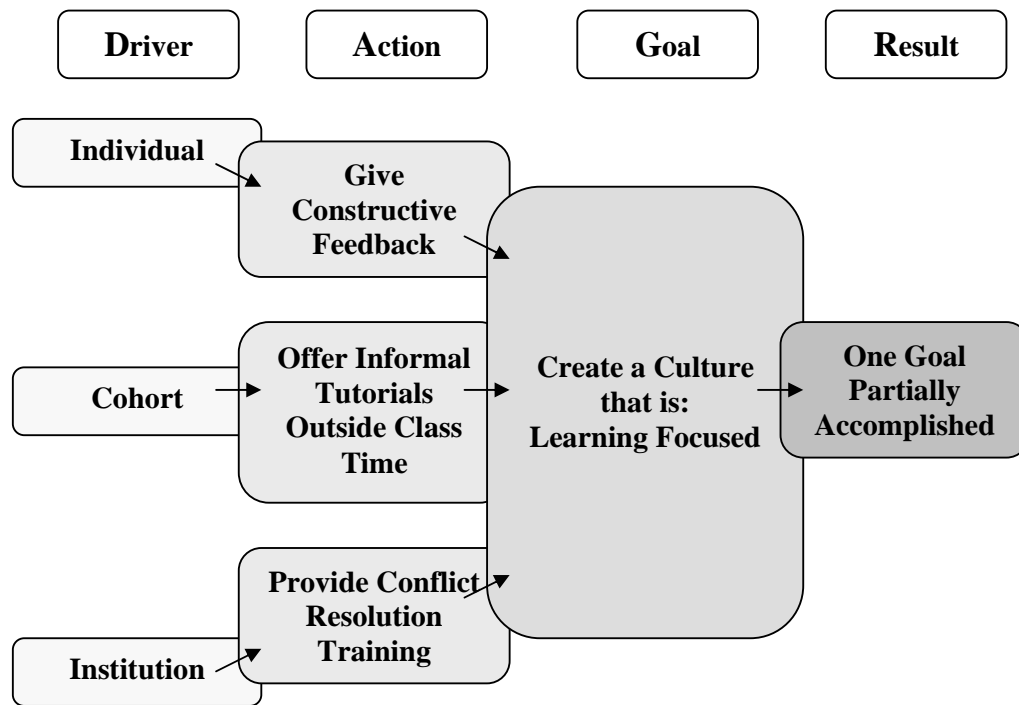 Driver
Action
Goal
Result
Individual
Give
Constructive
Feedback
Cohort
Offer Informal
Tutorials
Outside Class
Time
Create a Culture
that is:
Learning Focused
One Goal
Partially
Accomplished
Institution
Provide Conflict
Resolution
Training